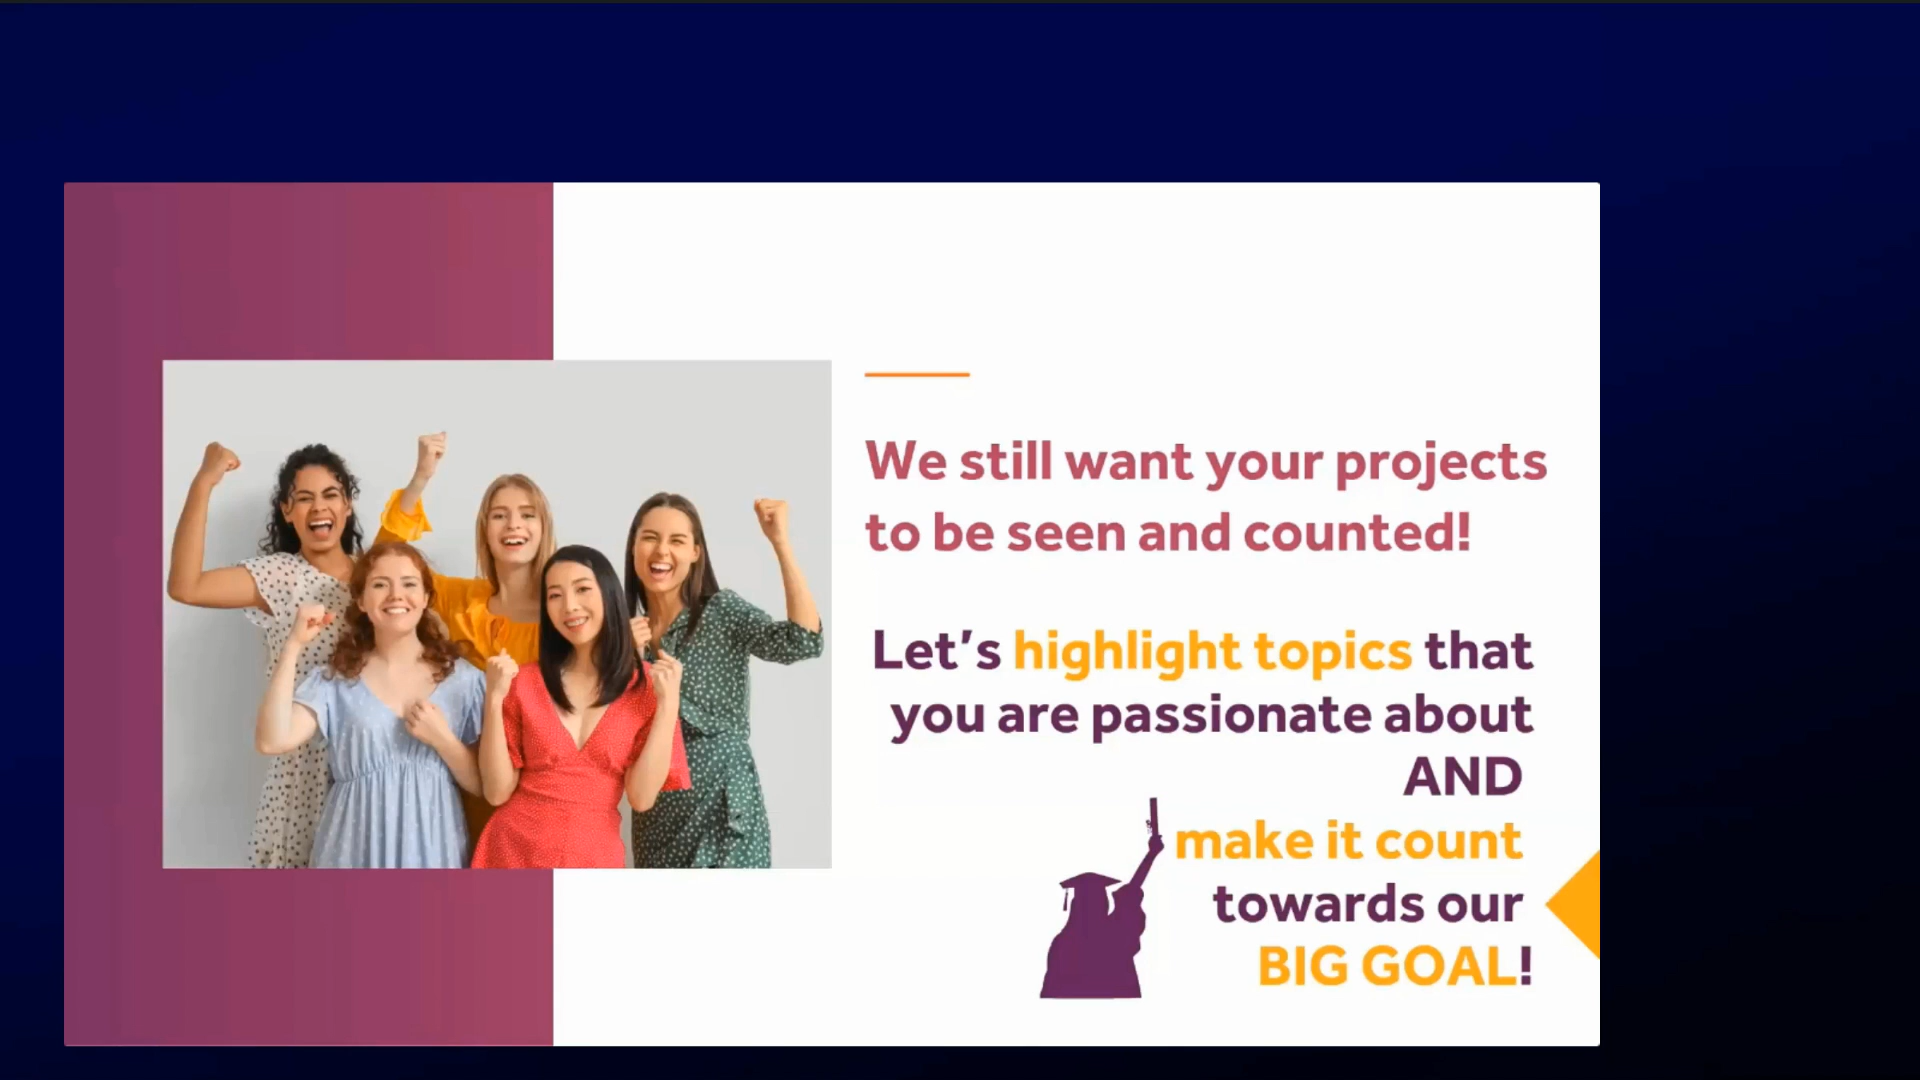 We still want your projects
to be seen and counted!
Let's highlight topics that
you are passionate about
AND
make it count
towards our
BIG GOAL!